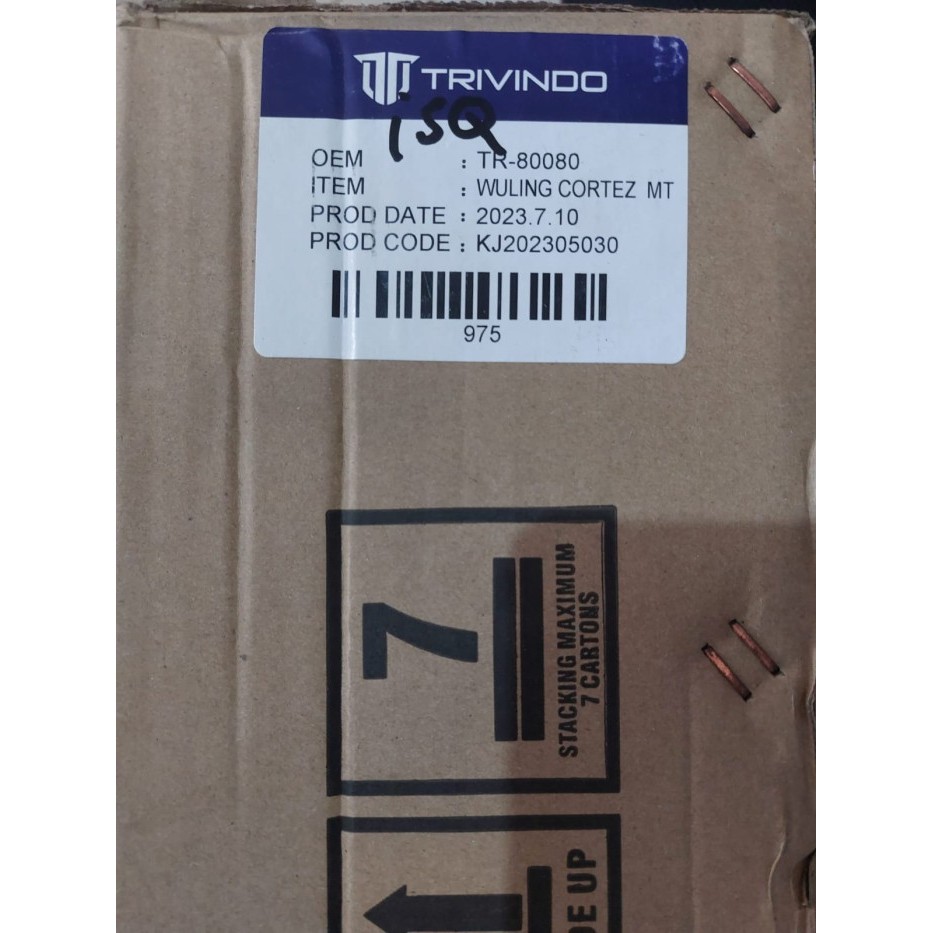 TRIVINDO
isQ
OEM : TR-80080
ITEM : WULING CORTEZ MT
PROD DATE : 2023.7.10
PROD CODE : KJ202305030
975
7
STACKING MAXIMUM
7 CARTONS
UP